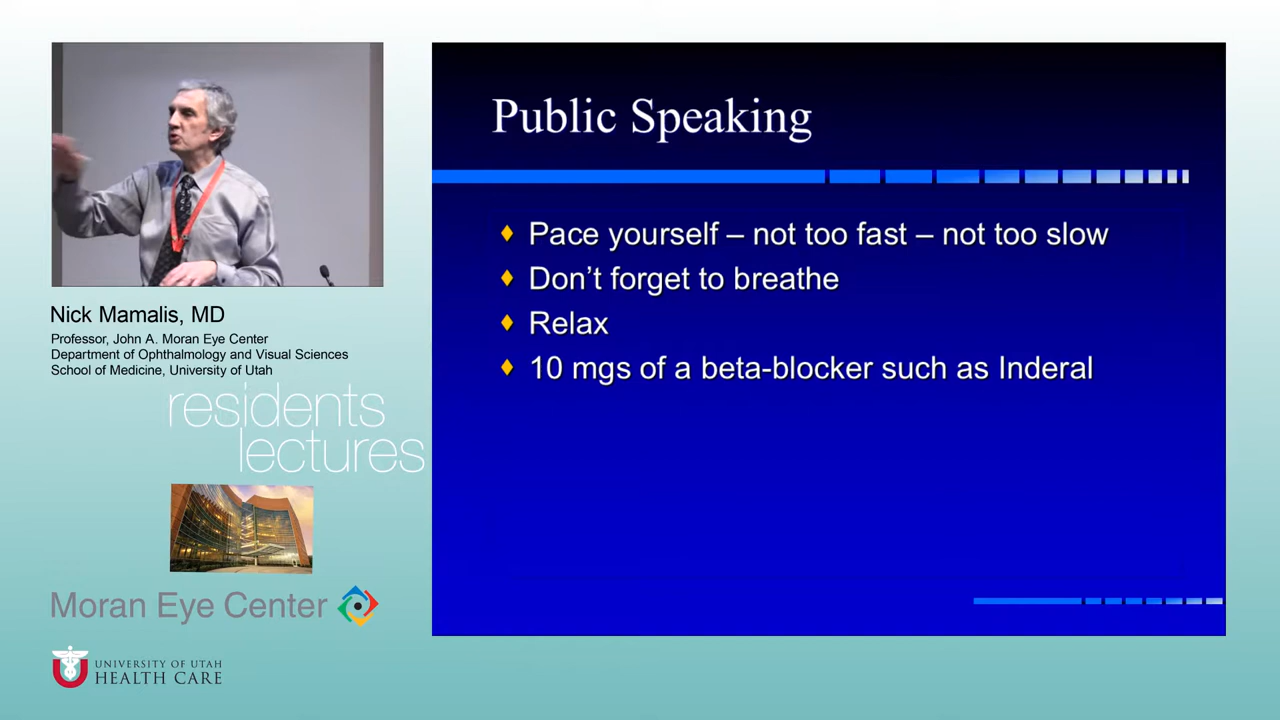 Public Speaking
Pace yourself – not too fast – not too slow
Don’t forget to breathe
Relax
10 mgs of a beta-blocker such as Inderal
Nick Mamalis, MD
Professor, John A. Moran Eye Center
Department of Ophthalmology and Visual Sciences
School of Medicine, University of Utah
residents
lectures
Moran Eye Center
UNIVERSITY OF UTAH
HEALTH CARE